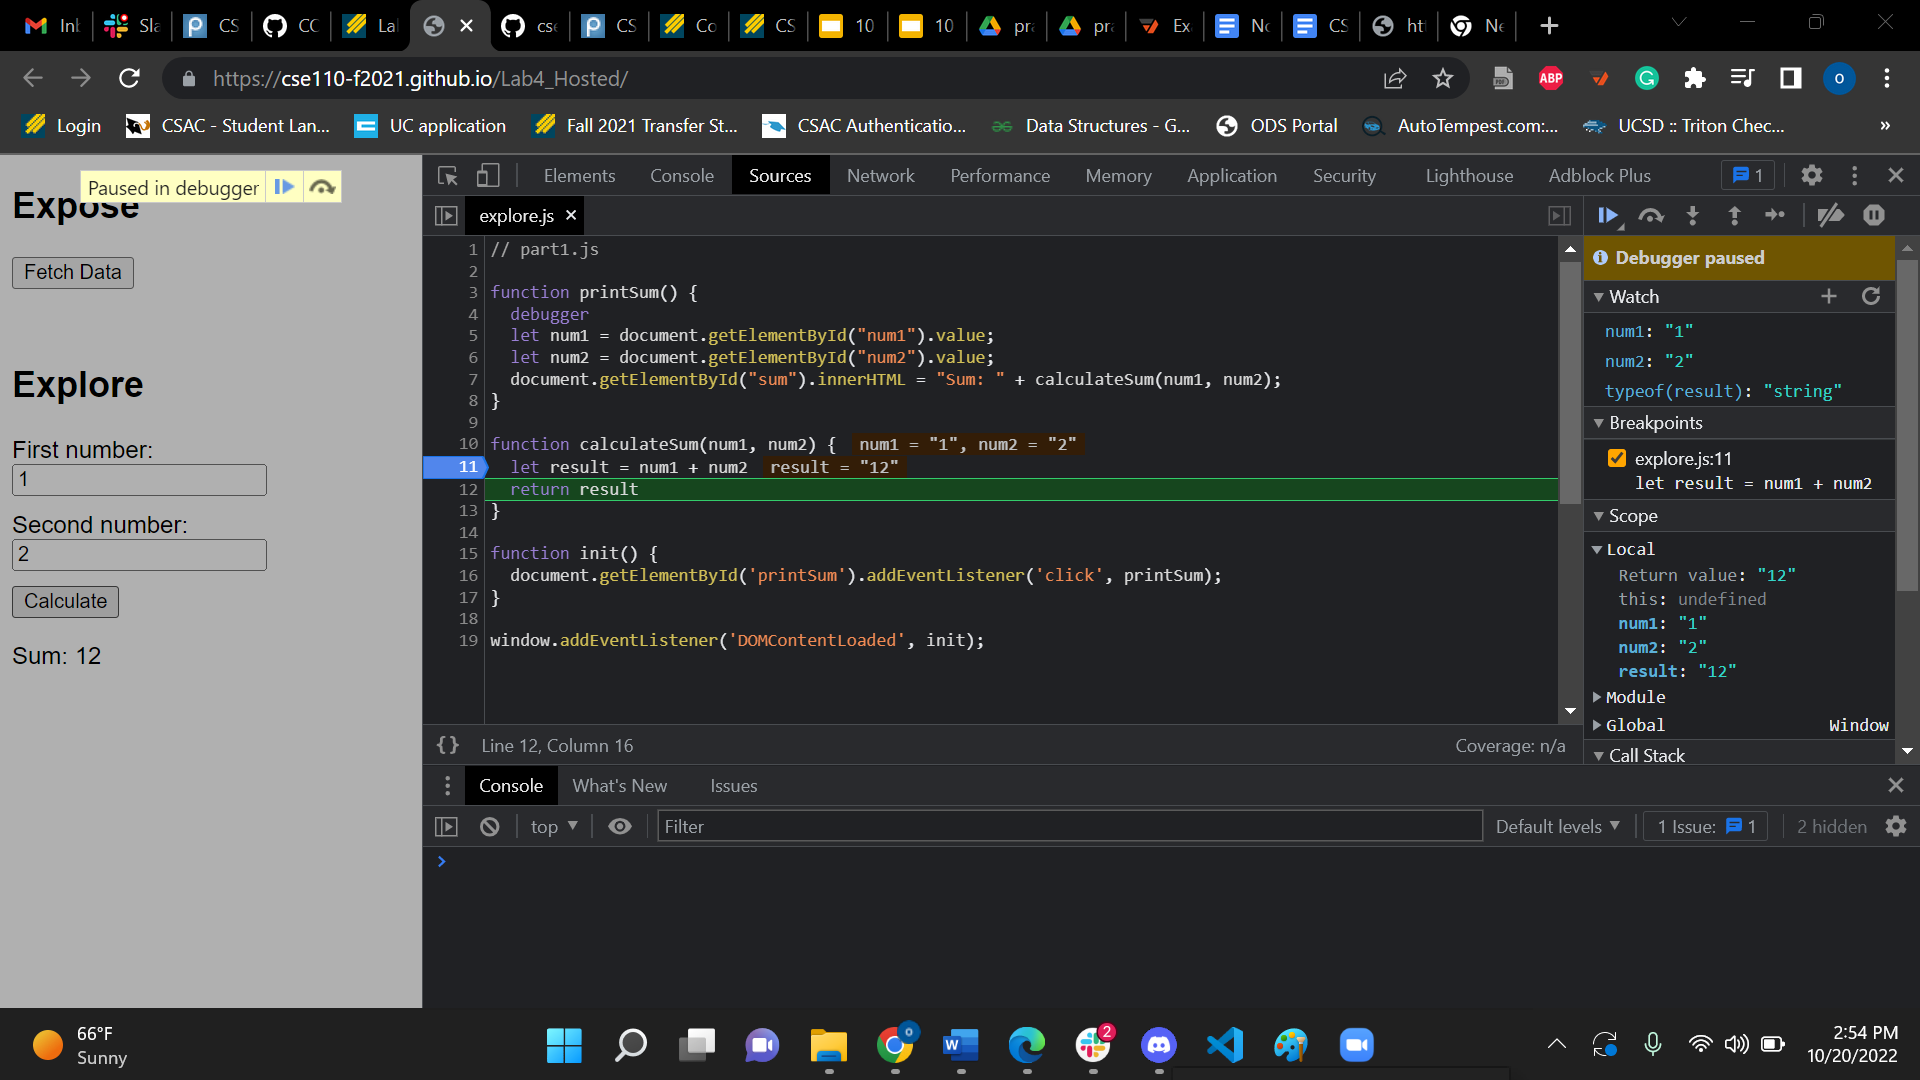 Inb
Sla
CS
CC
La
cse
CS
Co
CS
10
10
pra
pra
Ex
No
CS
htt
Ne
https://cse110-f2021.github.io/Lab4_Hosted/
ABP
o
Login
CSAC - Student Lan...
UC application
Fall 2021 Transfer St...
CSAC Authenticatio...
Data Structures - G...
ODS Portal
AutoTempest.com:...
UCSD :: Triton Chec...
»
Paused in debugger
Expose
Fetch Data
Explore
First number:
1
Second number:
2
Calculate
Sum: 12
Elements
Console
Sources
Network
Performance
Memory
Application
Security
Lighthouse
Adblock Plus
1
explore.js
1 // part1.js
2
3 function printSum() {
4 debugger
5 let num1 = document.getElementById("num1").value;
6 let num2 = document.getElementById("num2").value;
7 document.getElementById("sum").innerHTML = "Sum: " + calculateSum(num1, num2);
8 }
9
10 function calculateSum(num1, num2) { num1 = "1", num2 = "2"
11 let result = num1 + num2 result = "12"
12 return result
13 }
14
15 function init() {
16 document.getElementById('printSum').addEventListener('click', printSum);
17 }
18
19 window.addEventListener('DOMContentLoaded', init);
{} Line 12, Column 16
Coverage: n/a
Debugger paused
Watch
num1: "1"
num2: "2"
typeof(result): "string"
Breakpoints
explore.js:11
let result = num1 + num2
Scope
Local
Return value: "12"
this: undefined
num1: "1"
num2: "2"
result: "12"
Module
Global Window
Call Stack
Console
What's New
Issues
top
Filter
Default levels
1 Issue: 1
2 hidden
66°F
Sunny
2
2:54 PM
10/20/2022